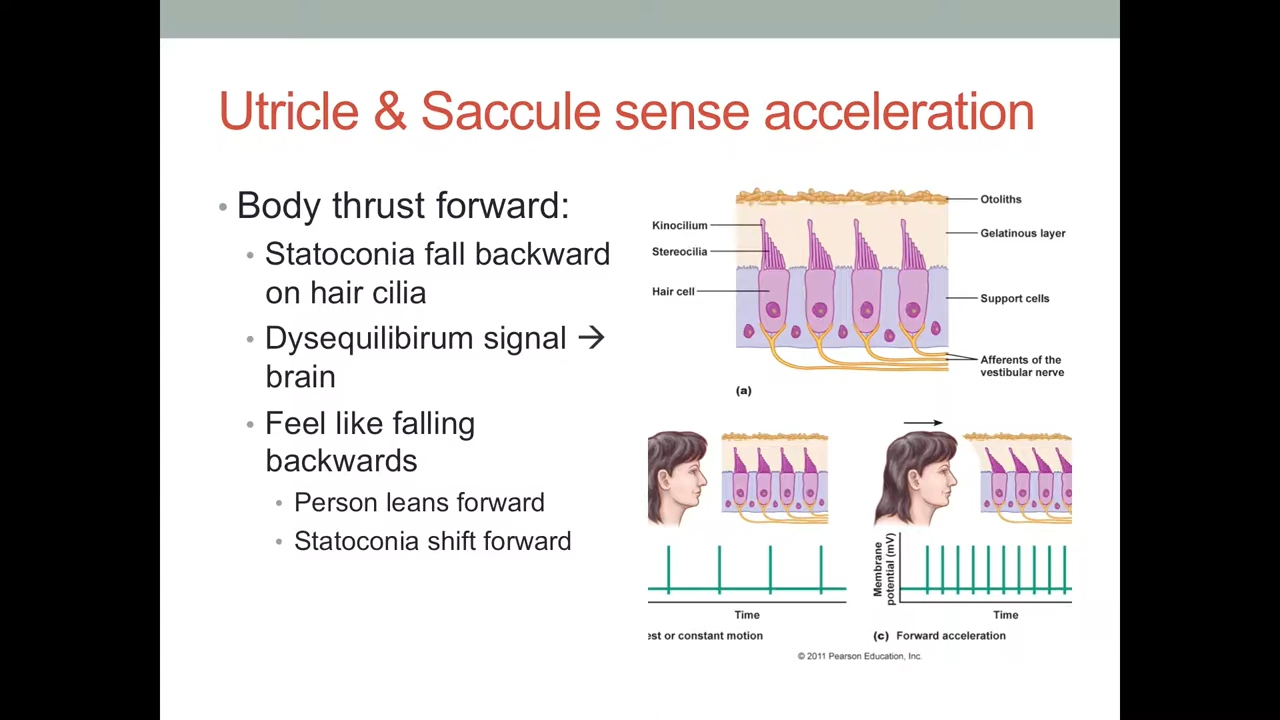 Utricle & Saccule sense acceleration
• Body thrust forward:
• Statoconia fall backward
on hair cilia
• Dysequilibirum signal →
brain
• Feel like falling
backwards
• Person leans forward
• Statoconia shift forward
Kinocilium
Stereocilia
Hair cell
Otoliths
Gelatinous layer
Support cells
Afferents of the
vestibular nerve
(a)
Time
est or constant motion
Membrane
potential (mV)
Time
(c) Forward acceleration
© 2011 Pearson Education, Inc.